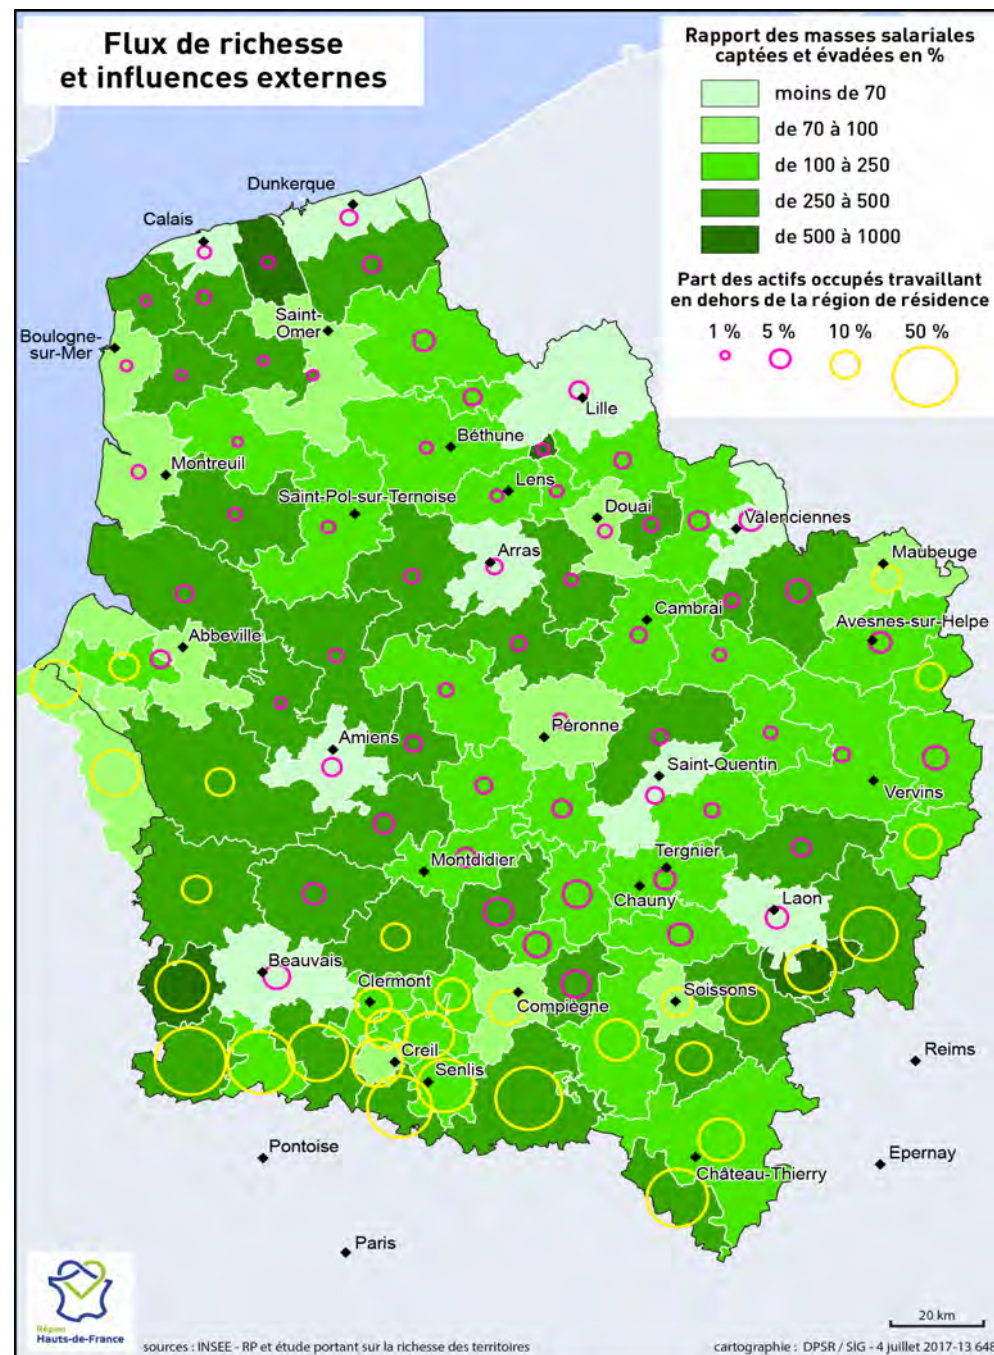 Flux de richesse
et influences externes
Rapport des masses salariales
captées et évadées en %
moins de 70
de 70 à 100
de 100 à 250
de 250 à 500
de 500 à 1000
Part des actifs occupés travaillant
en dehors de la région de résidence
1 %
5 %
10 %
50 %
Dunkerque
Calais
Saint-
Omer
Boulogne-
sur-Mer
Lille
Béthune
Montreuil
Lens
Saint-Pol-sur-Ternoise
Douai
Valenciennes
Arras
Maubeuge
Cambrai
Avesnes-sur-Helpe
Abbeville
Péronne
Amiens
Saint-Quentin
Vervins
Montdidier
Tergnier
Chauny
Laon
Beauvais
Clermont
Compiègne
Soissons
Creil
Senlis
Reims
Pontoise
Château-Thierry
Epernay
Paris
Région
Hauts-de-France
20 km
sources : INSEE - RP et étude portant sur la richesse des territoires
cartographie : DPSR / SIG - 4 juillet 2017-13 648